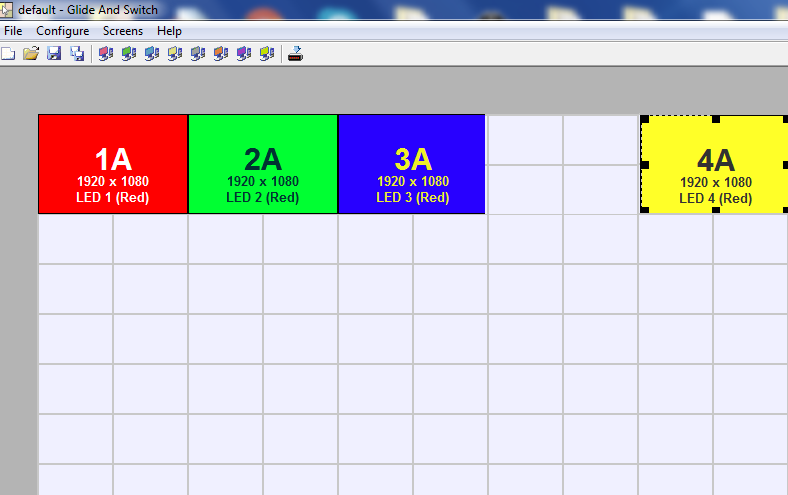 default - Glide And Switch
File Configure Screens Help
1A
1920 x 1080
LED 1 (Red)
2A
1920 x 1080
LED 2 (Red)
3A
1920 x 1080
LED 3 (Red)
4A
1920 x 1080
LED 4 (Red)